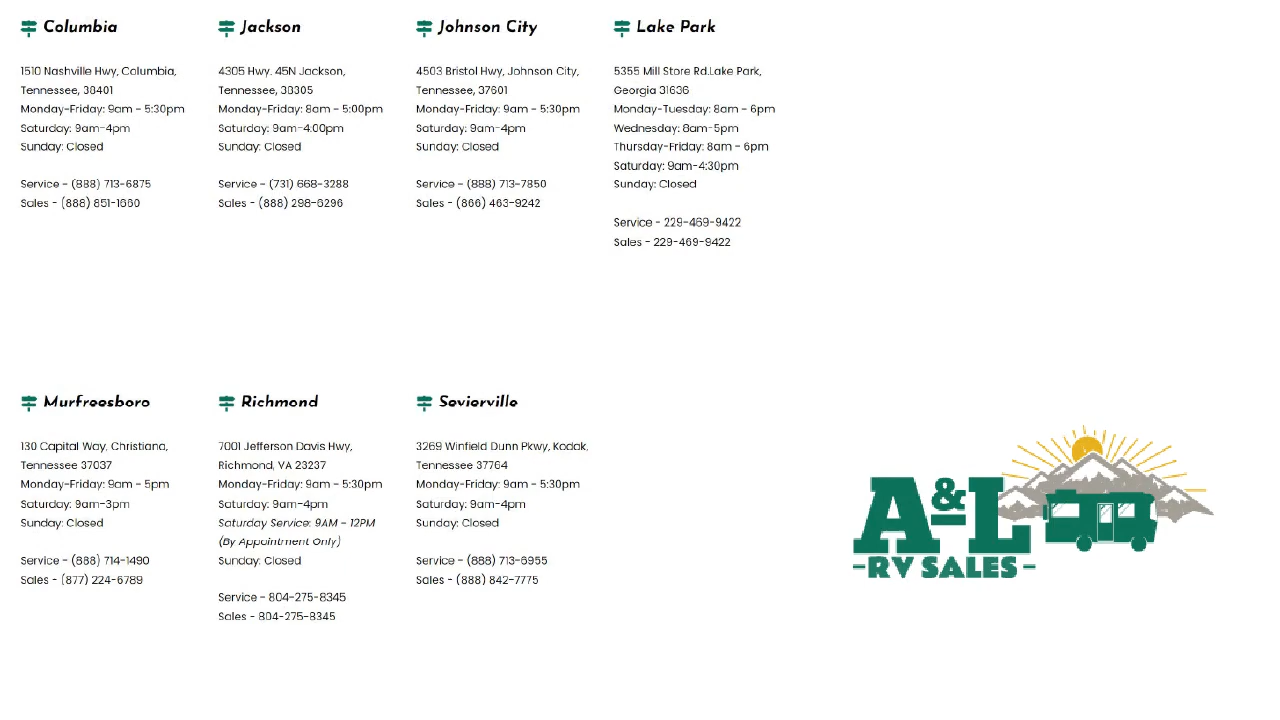 Columbia
1510 Nashville Hwy, Columbia,
Tennessee, 38401
Monday-Friday: 9am - 5:30pm
Saturday: 9am-4pm
Sunday: Closed
Service - (888) 713-6875
Sales - (888) 851-1660
Jackson
4305 Hwy. 45N Jackson,
Tennessee, 38305
Monday-Friday: 8am - 5:00pm
Saturday: 9am-4:00pm
Sunday: Closed
Service - (731) 668-3288
Sales - (888) 298-6296
Johnson City
4503 Bristol Hwy, Johnson City,
Tennessee, 37601
Monday-Friday: 9am - 5:30pm
Saturday: 9am-4pm
Sunday: Closed
Service - (888) 713-7850
Sales - (866) 463-9242
Lake Park
5355 Mill Store Rd.Lake Park,
Georgia 31636
Monday-Tuesday: 8am - 6pm
Wednesday: 8am-5pm
Thursday-Friday: 8am - 6pm
Saturday: 9am-4:30pm
Sunday: Closed
Service - 229-469-9422
Sales - 229-469-9422
Murfreesboro
130 Capital Way, Christiana,
Tennessee 37037
Monday-Friday: 9am - 5pm
Saturday: 9am-3pm
Sunday: Closed
Service - (888) 714-1490
Sales - (877) 224-6789
Richmond
7001 Jefferson Davis Hwy,
Richmond, VA 23237
Monday-Friday: 9am - 5:30pm
Saturday: 9am-4pm
Saturday Service: 9AM - 12PM
(By Appointment Only)
Sunday: Closed
Service - 804-275-8345
Sales - 804-275-8345
Sevierville
3269 Winfield Dunn Pkwy, Kodak,
Tennessee 37764
Monday-Friday: 9am - 5:30pm
Saturday: 9am-4pm
Sunday: Closed
Service - (888) 713-6955
Sales - (888) 842-7775
A&L
-RV SALES-